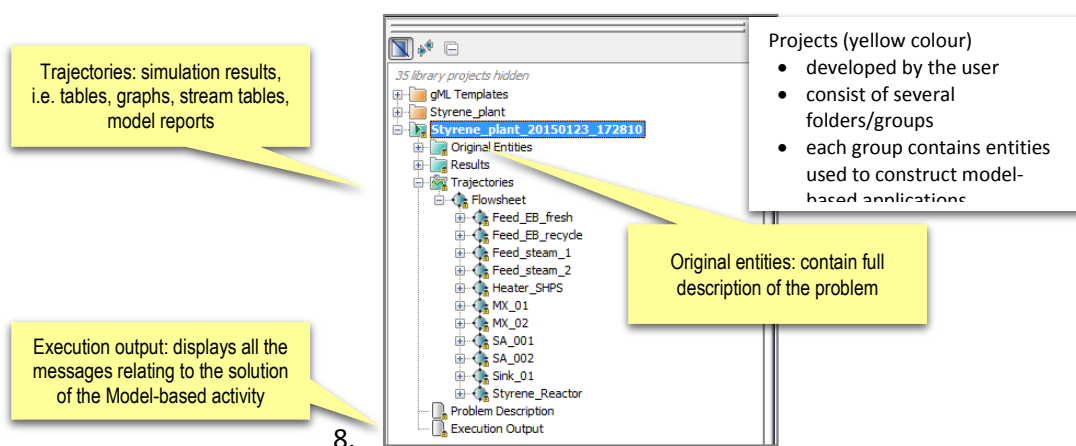 Trajectories: simulation results,
i.e. tables, graphs, stream tables,
model reports
35 library projects hidden
gML Templates
Styrene_plant
Styrene_plant_20150123_172810
Original Entities
Results
Trajectories
Flowsheet
Feed_EB_fresh
Feed_EB_recycle
Feed_steam_1
Feed_steam_2
Heater_SHPS
MX_01
MX_02
SA_001
SA_002
Sink_01
Styrene_Reactor
Problem Description
Execution Output
Projects (yellow colour)
• developed by the user
• consist of several
folders/groups
• each group contains entities
used to construct model-
based applications
Original entities: contain full
description of the problem
Execution output: displays all the
messages relating to the solution
of the Model-based activity
8.